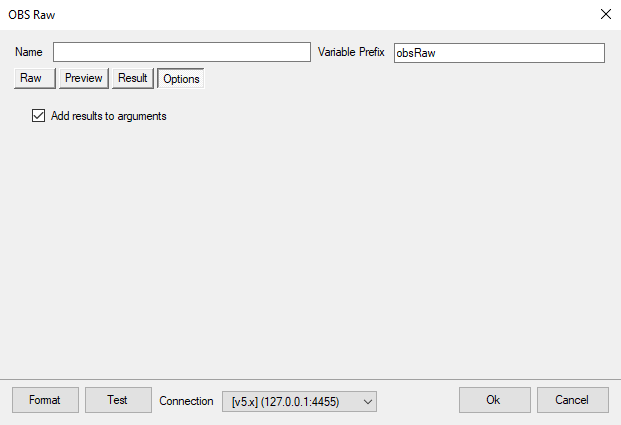 OBS Raw
Name Variable Prefix obsRaw
Raw Preview Result Options
Add results to arguments
Format Test Connection [v5.x] (127.0.0.1:4455) Ok Cancel